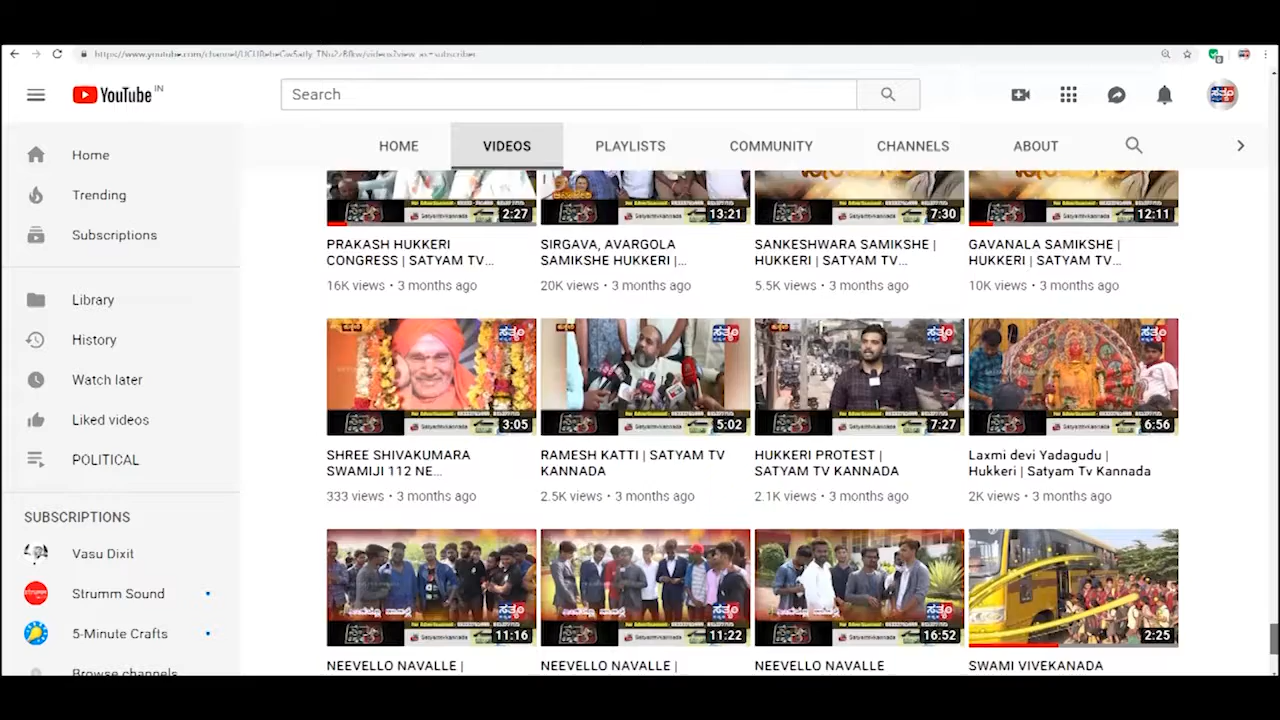 YouTube IN
Search
Home
Trending
Subscriptions
Library
History
Watch later
Liked videos
POLITICAL
SUBSCRIPTIONS
Vasu Dixit
Strumm Sound
5-Minute Crafts
Browse channels
HOME VIDEOS PLAYLISTS COMMUNITY CHANNELS ABOUT
2:27 13:21 7:30 12:11
PRAKASH HUKKERI
CONGRESS | SATYAM TV...
16K views • 3 months ago
SIRGAVA, AVARGOLA
SAMIKSHE HUKKERI |...
20K views • 3 months ago
SANKESHWARA SAMIKSHE |
HUKKERI | SATYAM TV...
5.5K views • 3 months ago
GAVANALA SAMIKSHE |
HUKKERI | SATYAM TV...
10K views • 3 months ago
3:05 5:02 7:27 6:56
SHREE SHIVAKUMARA
SWAMIJI 112 NE...
333 views • 3 months ago
RAMESH KATTI | SATYAM TV
KANNADA
2.5K views • 3 months ago
HUKKERI PROTEST |
SATYAM TV KANNADA
2.1K views • 3 months ago
Laxmi devi Yadagudu |
Hukkeri | Satyam Tv Kannada
2K views • 3 months ago
11:16 11:22 16:52 2:25
NEEVELLO NAVALLE |
NEEVELLO NAVALLE |
NEEVELLO NAVALLE
SWAMI VIVEKANADA